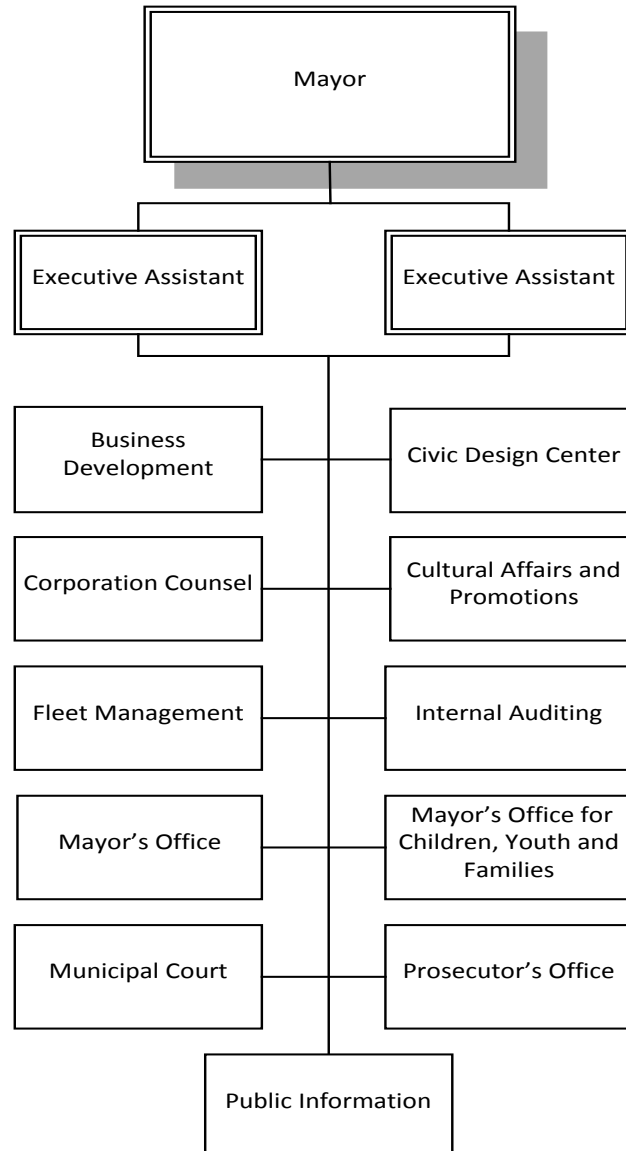 Mayor
Executive Assistant
Executive Assistant
Business
Development
Civic Design Center
Corporation Counsel
Cultural Affairs and
Promotions
Fleet Management
Internal Auditing
Mayor’s Office
Mayor’s Office for
Children, Youth and
Families
Municipal Court
Prosecutor’s Office
Public Information